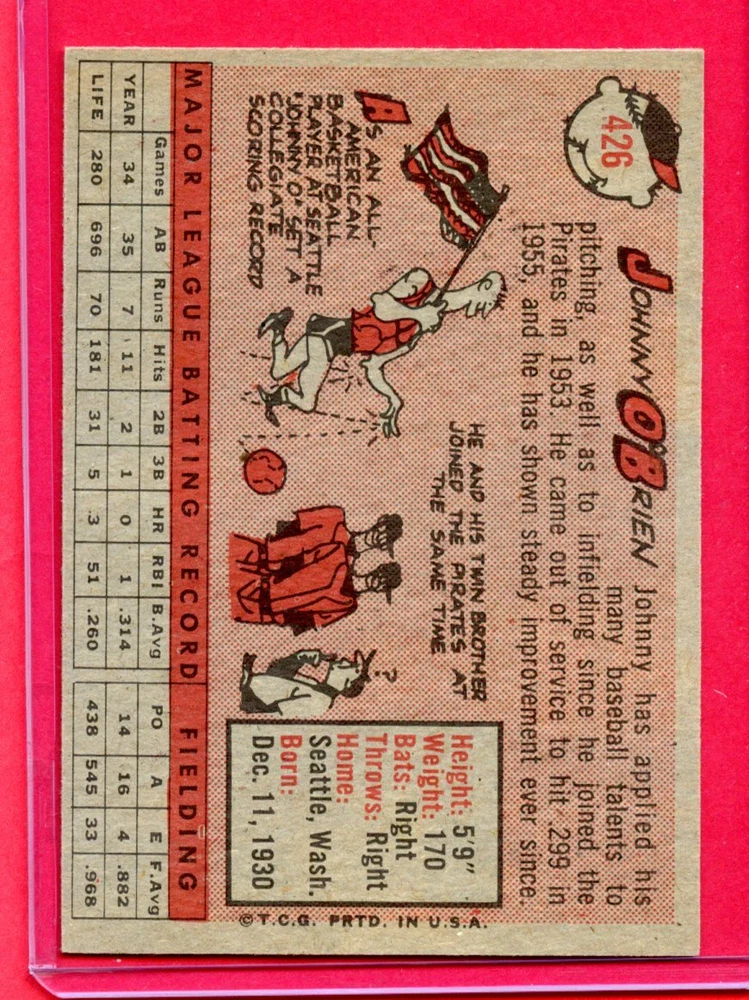 426
JOHNNY O'BRIEN
Johnny has applied his
many baseball talents to
pitching, as well as to infielding since he joined the
Pirates in 1953. He came out of service to hit .299 in
1955, and he has shown steady improvement ever since.
AS AN ALL-
AMERICAN
BASKETBALL
PLAYER AT SEATTLE
"JOHNNY O" SET A
COLLEGIATE
SCORING RECORD
HE AND HIS TWIN BROTHER
JOINED THE PIRATES AT
THE SAME TIME
?
Height: 5'9"
Weight: 170
Bats: Right
Throws: Right
Home:
Seattle, Wash.
Born:
Dec. 11, 1930
MAJOR LEAGUE BATTING RECORD FIELDING
Games AB Runs Hits 2B 3B HR RBI B.Avg PO A E F.Avg
YEAR 34 35 7 11 2 1 0 1 .314 14 16 4 .882
LIFE 280 696 70 181 31 5 3 51 .260 438 545 33 .968
© T.C.G. PRTD. IN U.S.A.